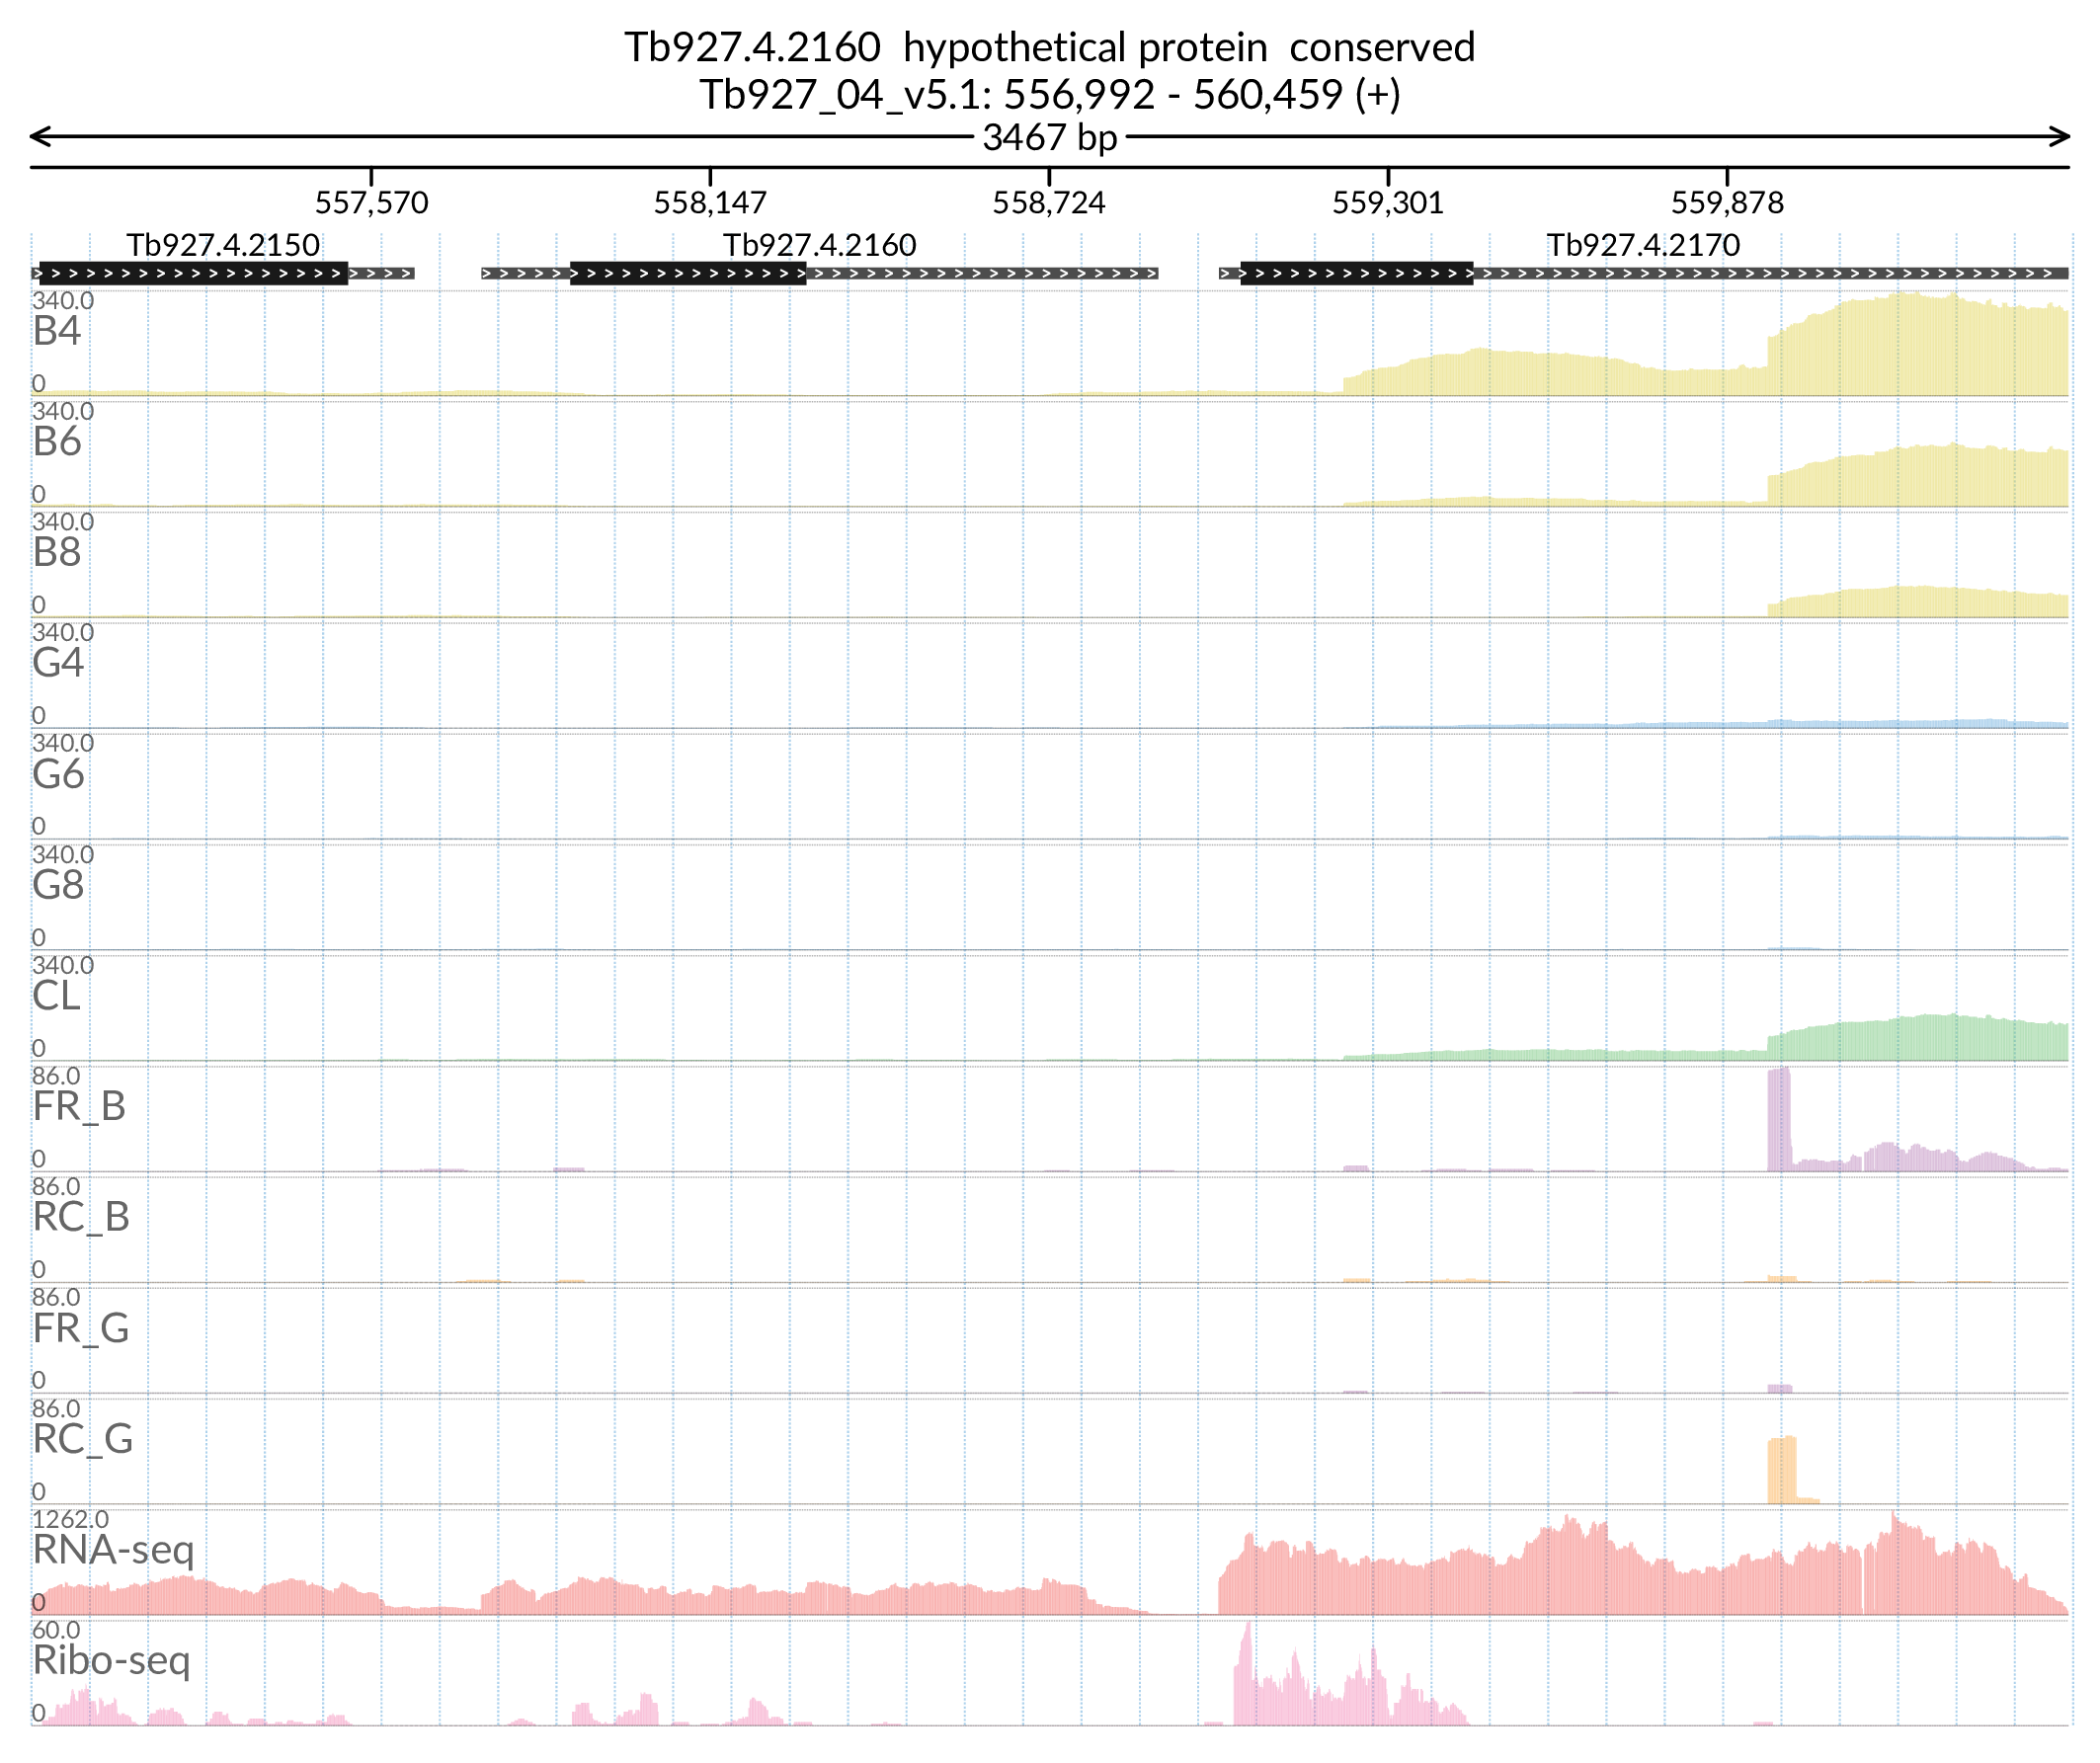 Tb927.4.2160  hypothetical protein  conserved
Tb927_04_v5.1: 556,992 - 560,459 (+)
3467 bp
557,570 558,147 558,724 559,301 559,878
Tb927.4.2150 Tb927.4.2160 Tb927.4.2170
340.0
B4
0
340.0
B6
0
340.0
B8
0
340.0
G4
0
340.0
G6
0
340.0
G8
0
340.0
CL
0
86.0
FR_B
0
86.0
RC_B
0
86.0
FR_G
0
86.0
RC_G
0
1262.0
RNA-seq
0
60.0
Ribo-seq
0